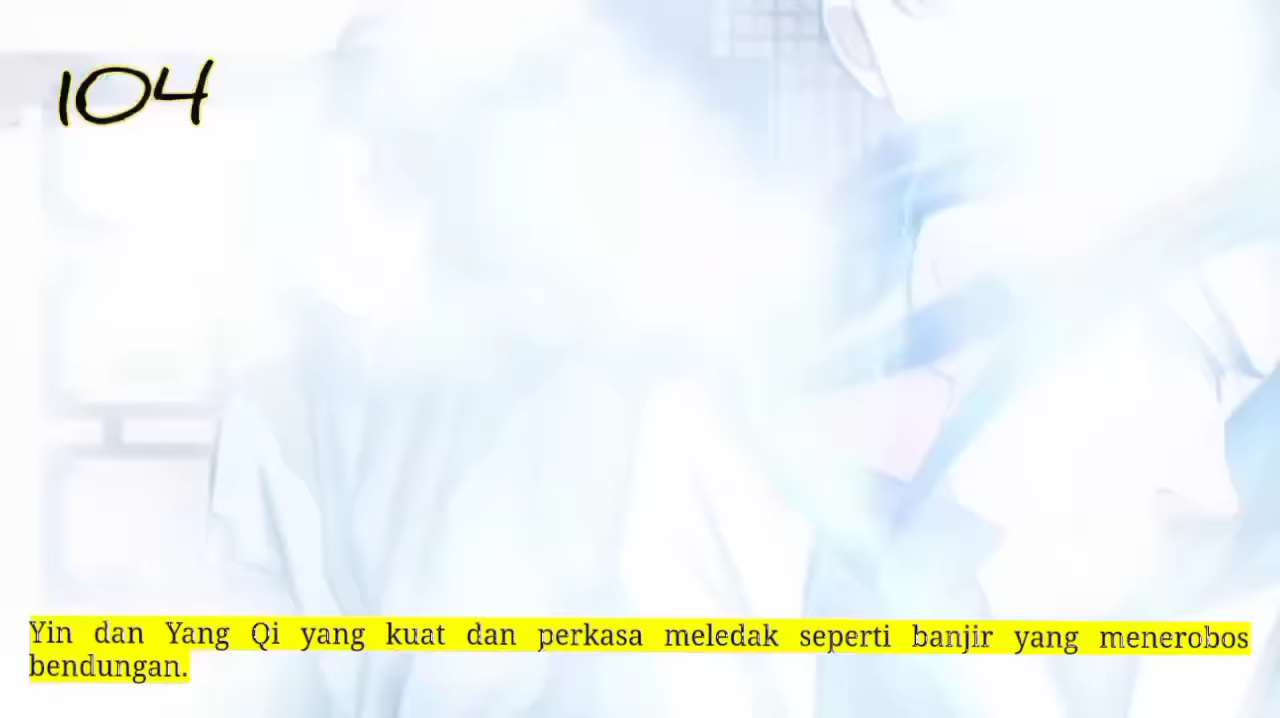 104
Yin dan Yang Qi yang kuat dan perkasa meledak seperti banjir yang menerobos
bendungan.